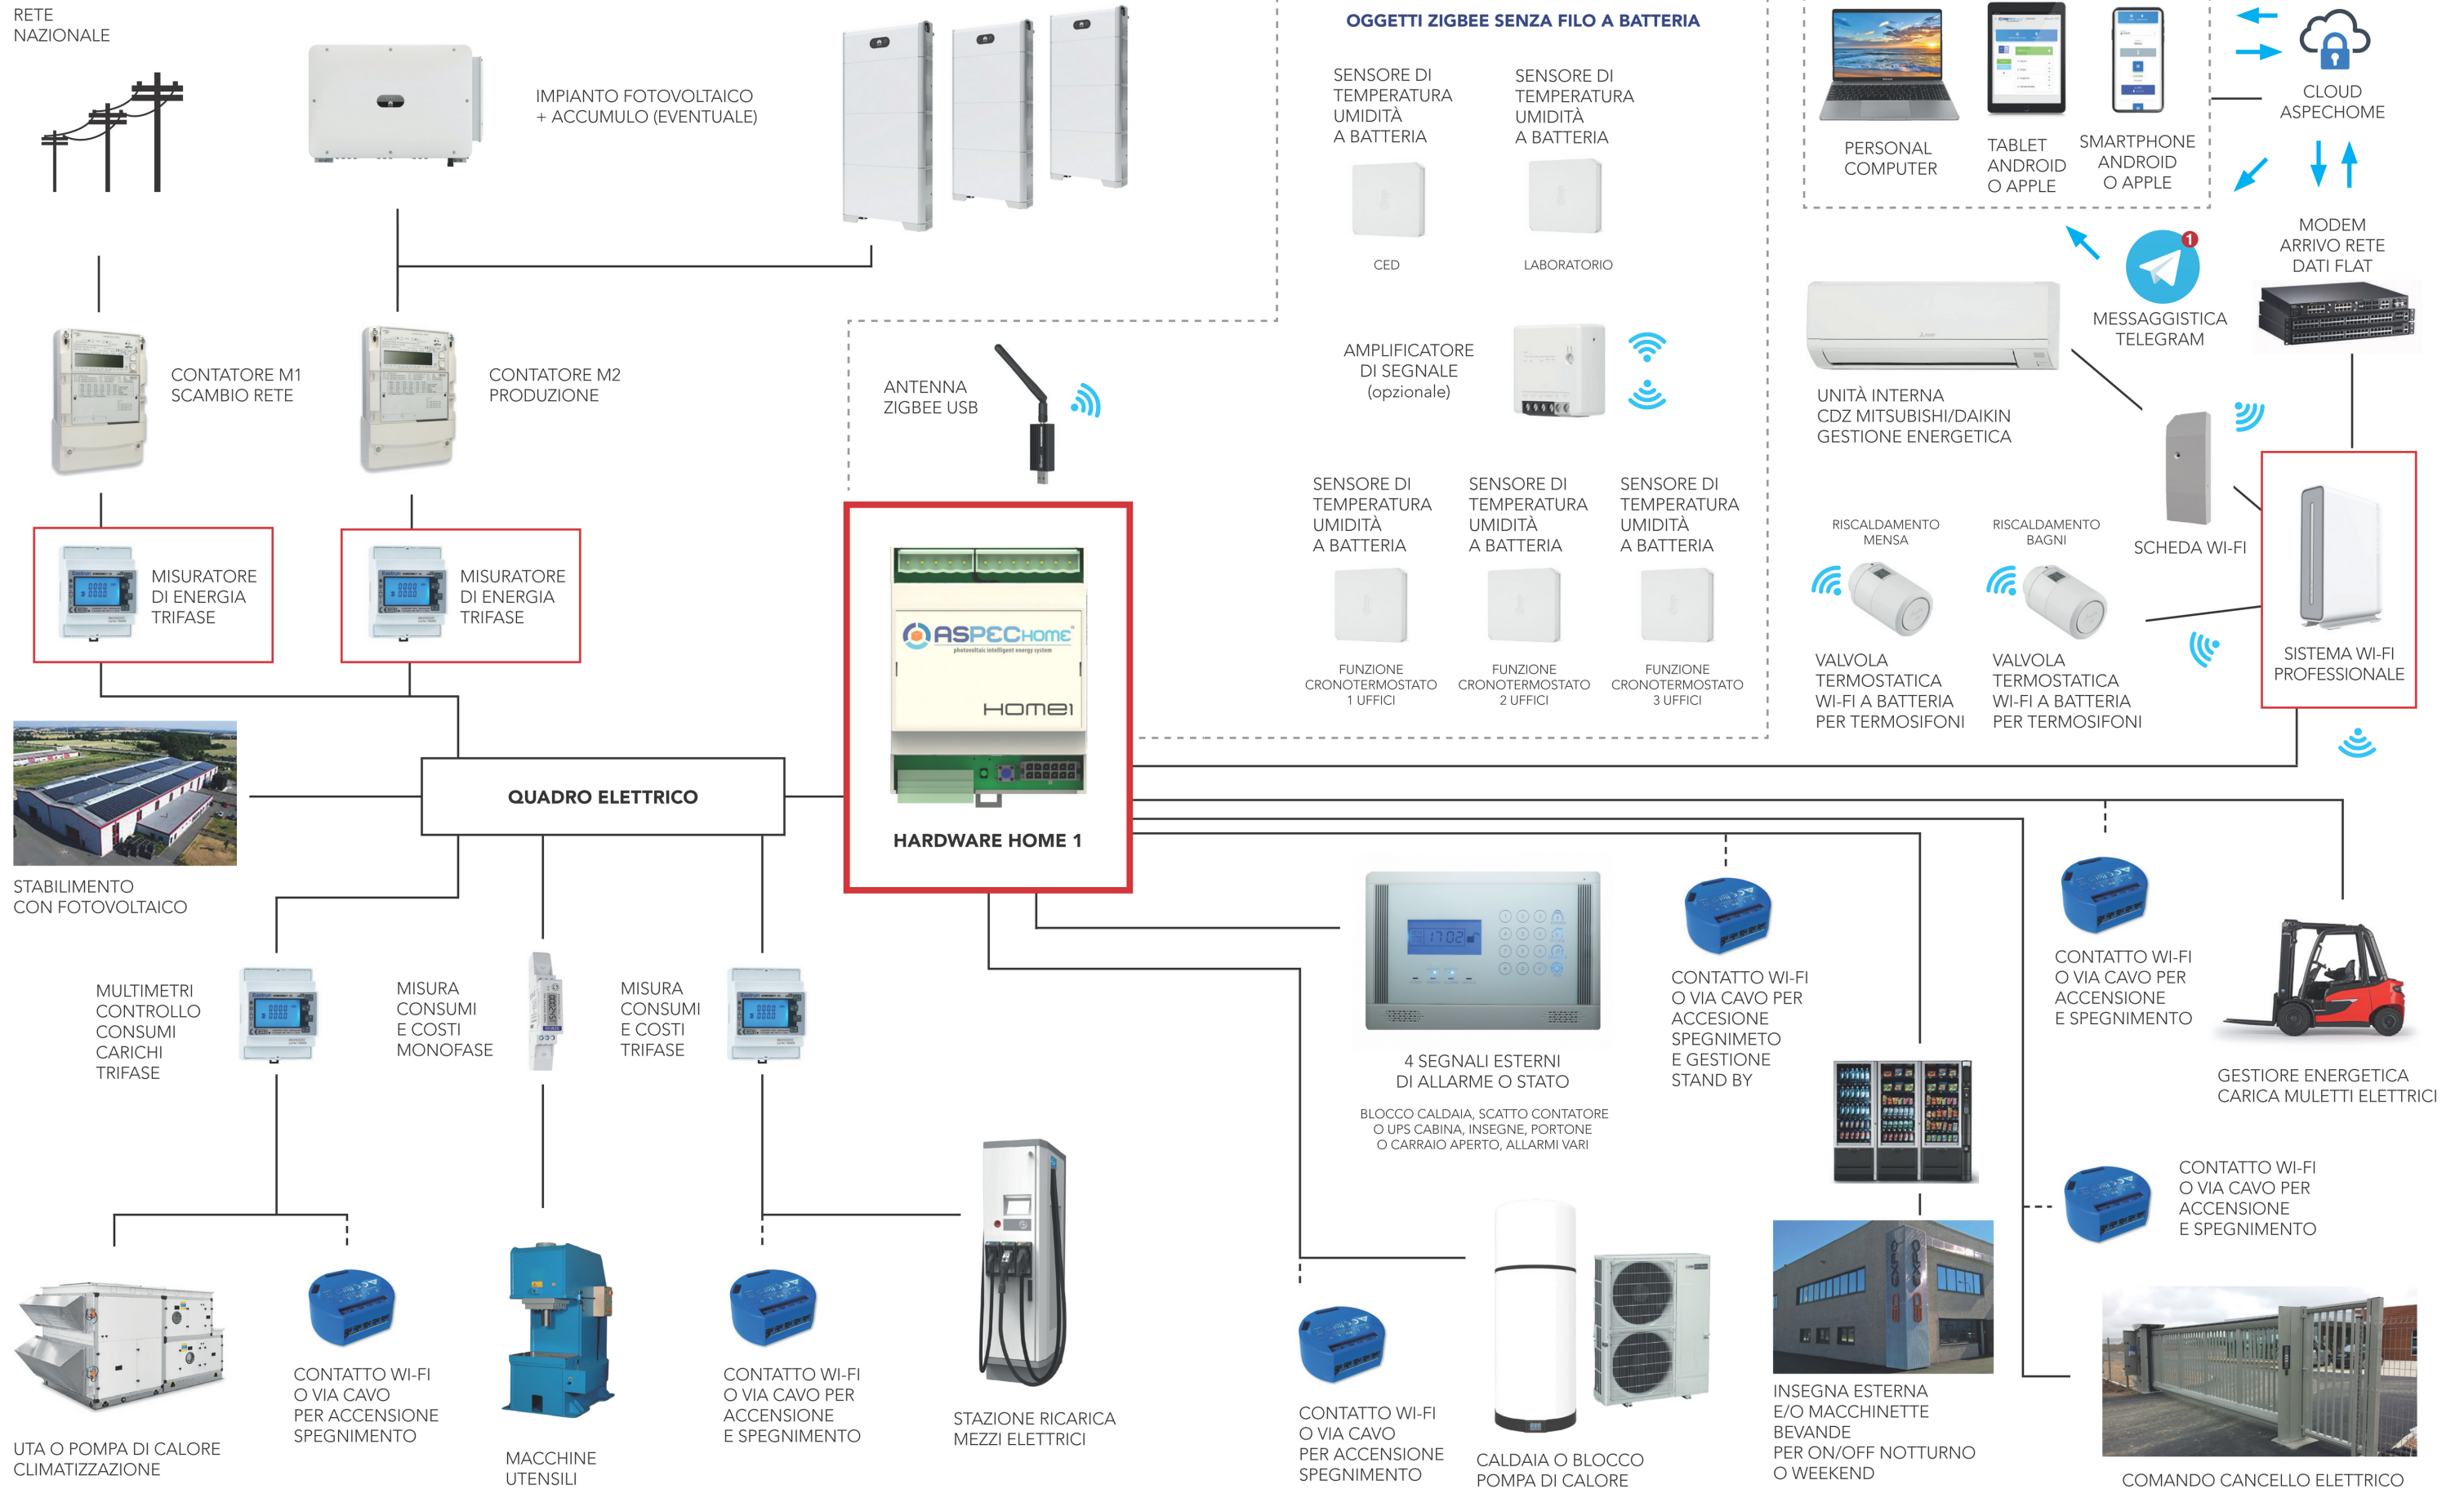 RETE
NAZIONALE
IMPIANTO FOTOVOLTAICO
+ ACCUMULO (EVENTUALE)
OGGETTI ZIGBEE SENZA FILO A BATTERIA
SENSORE DI
TEMPERATURA
UMIDITÀ
A BATTERIA
CED
SENSORE DI
TEMPERATURA
UMIDITÀ
A BATTERIA
LABORATORIO
PERSONAL
COMPUTER
TABLET
ANDROID
O APPLE
SMARTPHONE
ANDROID
O APPLE
CLOUD
ASPECHOME
MODEM
ARRIVO RETE
DATI FLAT
1
MESSAGGISTICA
TELEGRAM
CONTATORE M1
SCAMBIO RETE
CONTATORE M2
PRODUZIONE
ANTENNA
ZIGBEE USB
AMPLIFICATORE
DI SEGNALE
(opzionale)
UNITÀ INTERNA
CDZ MITSUBISHI/DAIKIN
GESTIONE ENERGETICA
SCHEDA WI-FI
MISURATORE
DI ENERGIA
TRIFASE
MISURATORE
DI ENERGIA
TRIFASE
ASPECHOME
photovoltaic intelligent energy system
HOME1
HARDWARE HOME 1
SENSORE DI
TEMPERATURA
UMIDITÀ
A BATTERIA
FUNZIONE
CRONOTERMOSTATO
1 UFFICI
SENSORE DI
TEMPERATURA
UMIDITÀ
A BATTERIA
FUNZIONE
CRONOTERMOSTATO
2 UFFICI
SENSORE DI
TEMPERATURA
UMIDITÀ
A BATTERIA
FUNZIONE
CRONOTERMOSTATO
3 UFFICI
RISCALDAMENTO
MENSA
VALVOLA
TERMOSTATICA
WI-FI A BATTERIA
PER TERMOSIFONI
RISCALDAMENTO
BAGNI
VALVOLA
TERMOSTATICA
WI-FI A BATTERIA
PER TERMOSIFONI
SISTEMA WI-FI
PROFESSIONALE
QUADRO ELETTRICO
STABILIMENTO
CON FOTOVOLTAICO
MULTIMETRI
CONTROLLO
CONSUMI
CARICHI
TRIFASE
MISURA
CONSUMI
E COSTI
MONOFASE
MISURA
CONSUMI
E COSTI
TRIFASE
1702
4 SEGNALI ESTERNI
DI ALLARME O STATO
BLOCCO CALDAIA, SCATTO CONTATORE
O UPS CABINA, INSEGNE, PORTONE
O CARRAIO APERTO, ALLARMI VARI
CONTATTO WI-FI
O VIA CAVO PER
ACCESIONE
SPEGNIMETO
E GESTIONE
STAND BY
CONTATTO WI-FI
O VIA CAVO PER
ACCENSIONE
E SPEGNIMENTO
GESTIORE ENERGETICA
CARICA MULETTI ELETTRICI
CONTATTO WI-FI
O VIA CAVO PER
ACCENSIONE
E SPEGNIMENTO
UTA O POMPA DI CALORE
CLIMATIZZAZIONE
CONTATTO WI-FI
O VIA CAVO
PER ACCENSIONE
SPEGNIMENTO
MACCHINE
UTENSILI
CONTATTO WI-FI
O VIA CAVO PER
ACCENSIONE
E SPEGNIMENTO
STAZIONE RICARICA
MEZZI ELETTRICI
CONTATTO WI-FI
O VIA CAVO
PER ACCENSIONE
SPEGNIMENTO
CALDAIA O BLOCCO
POMPA DI CALORE
INSEGNA ESTERNA
E/O MACCHINETTE
BEVANDE
PER ON/OFF NOTTURNO
O WEEKEND
COMANDO CANCELLO ELETTRICO